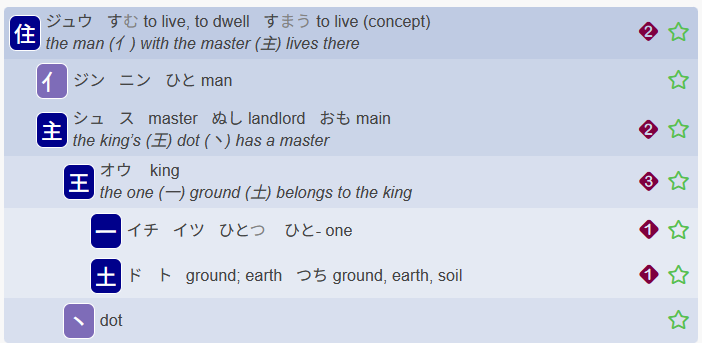 住 ジュウ すむ to live, to dwell すまう to live (concept) 2
the man (亻) with the master (主) lives there
亻 ジン ニン ひと man
主 シュ ス master ぬし landlord おも main 2
the king's (王) dot (丶) has a master
王 オウ king 3
the one (一) ground (土) belongs to the king
一 イチ イツ ひとつ ひと- one 1
土 ド ト ground; earth つち ground, earth, soil 1
丶 dot